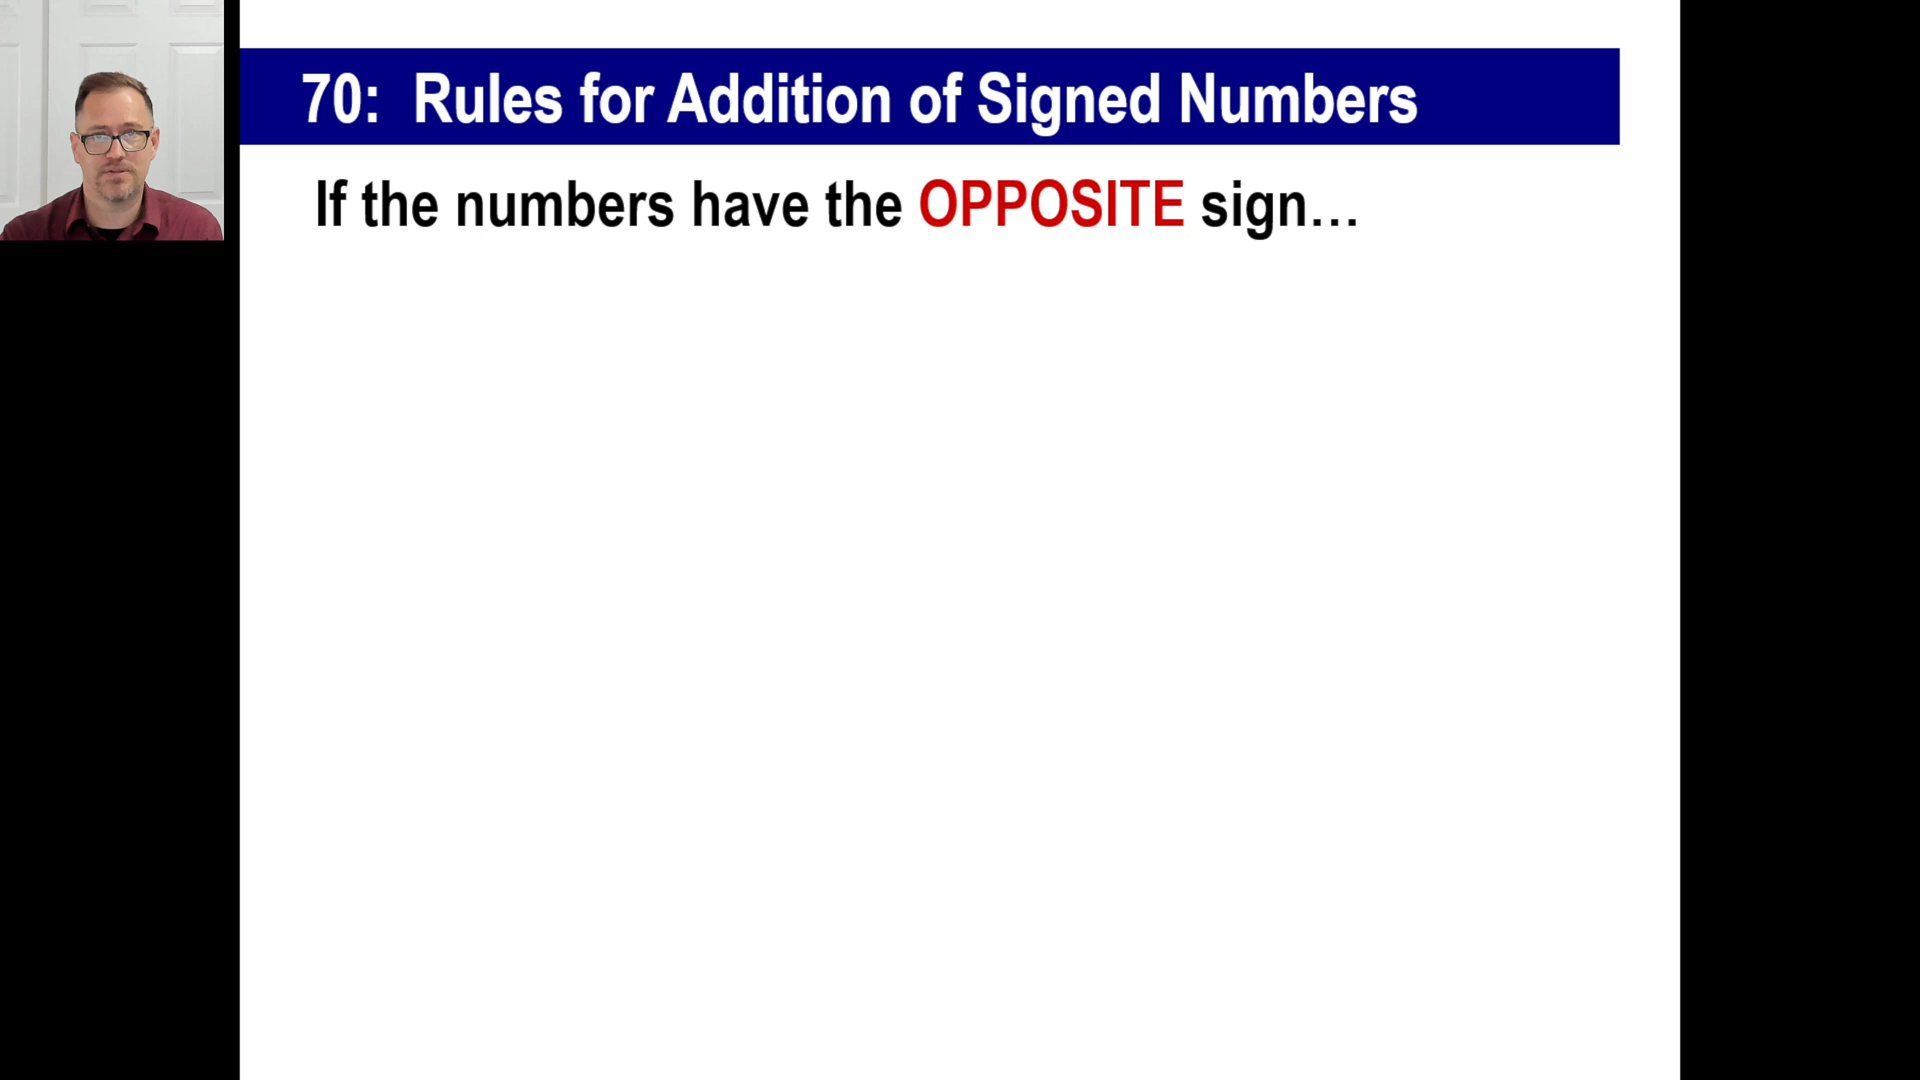 70: Rules for Addition of Signed Numbers
If the numbers have the OPPOSITE sign…